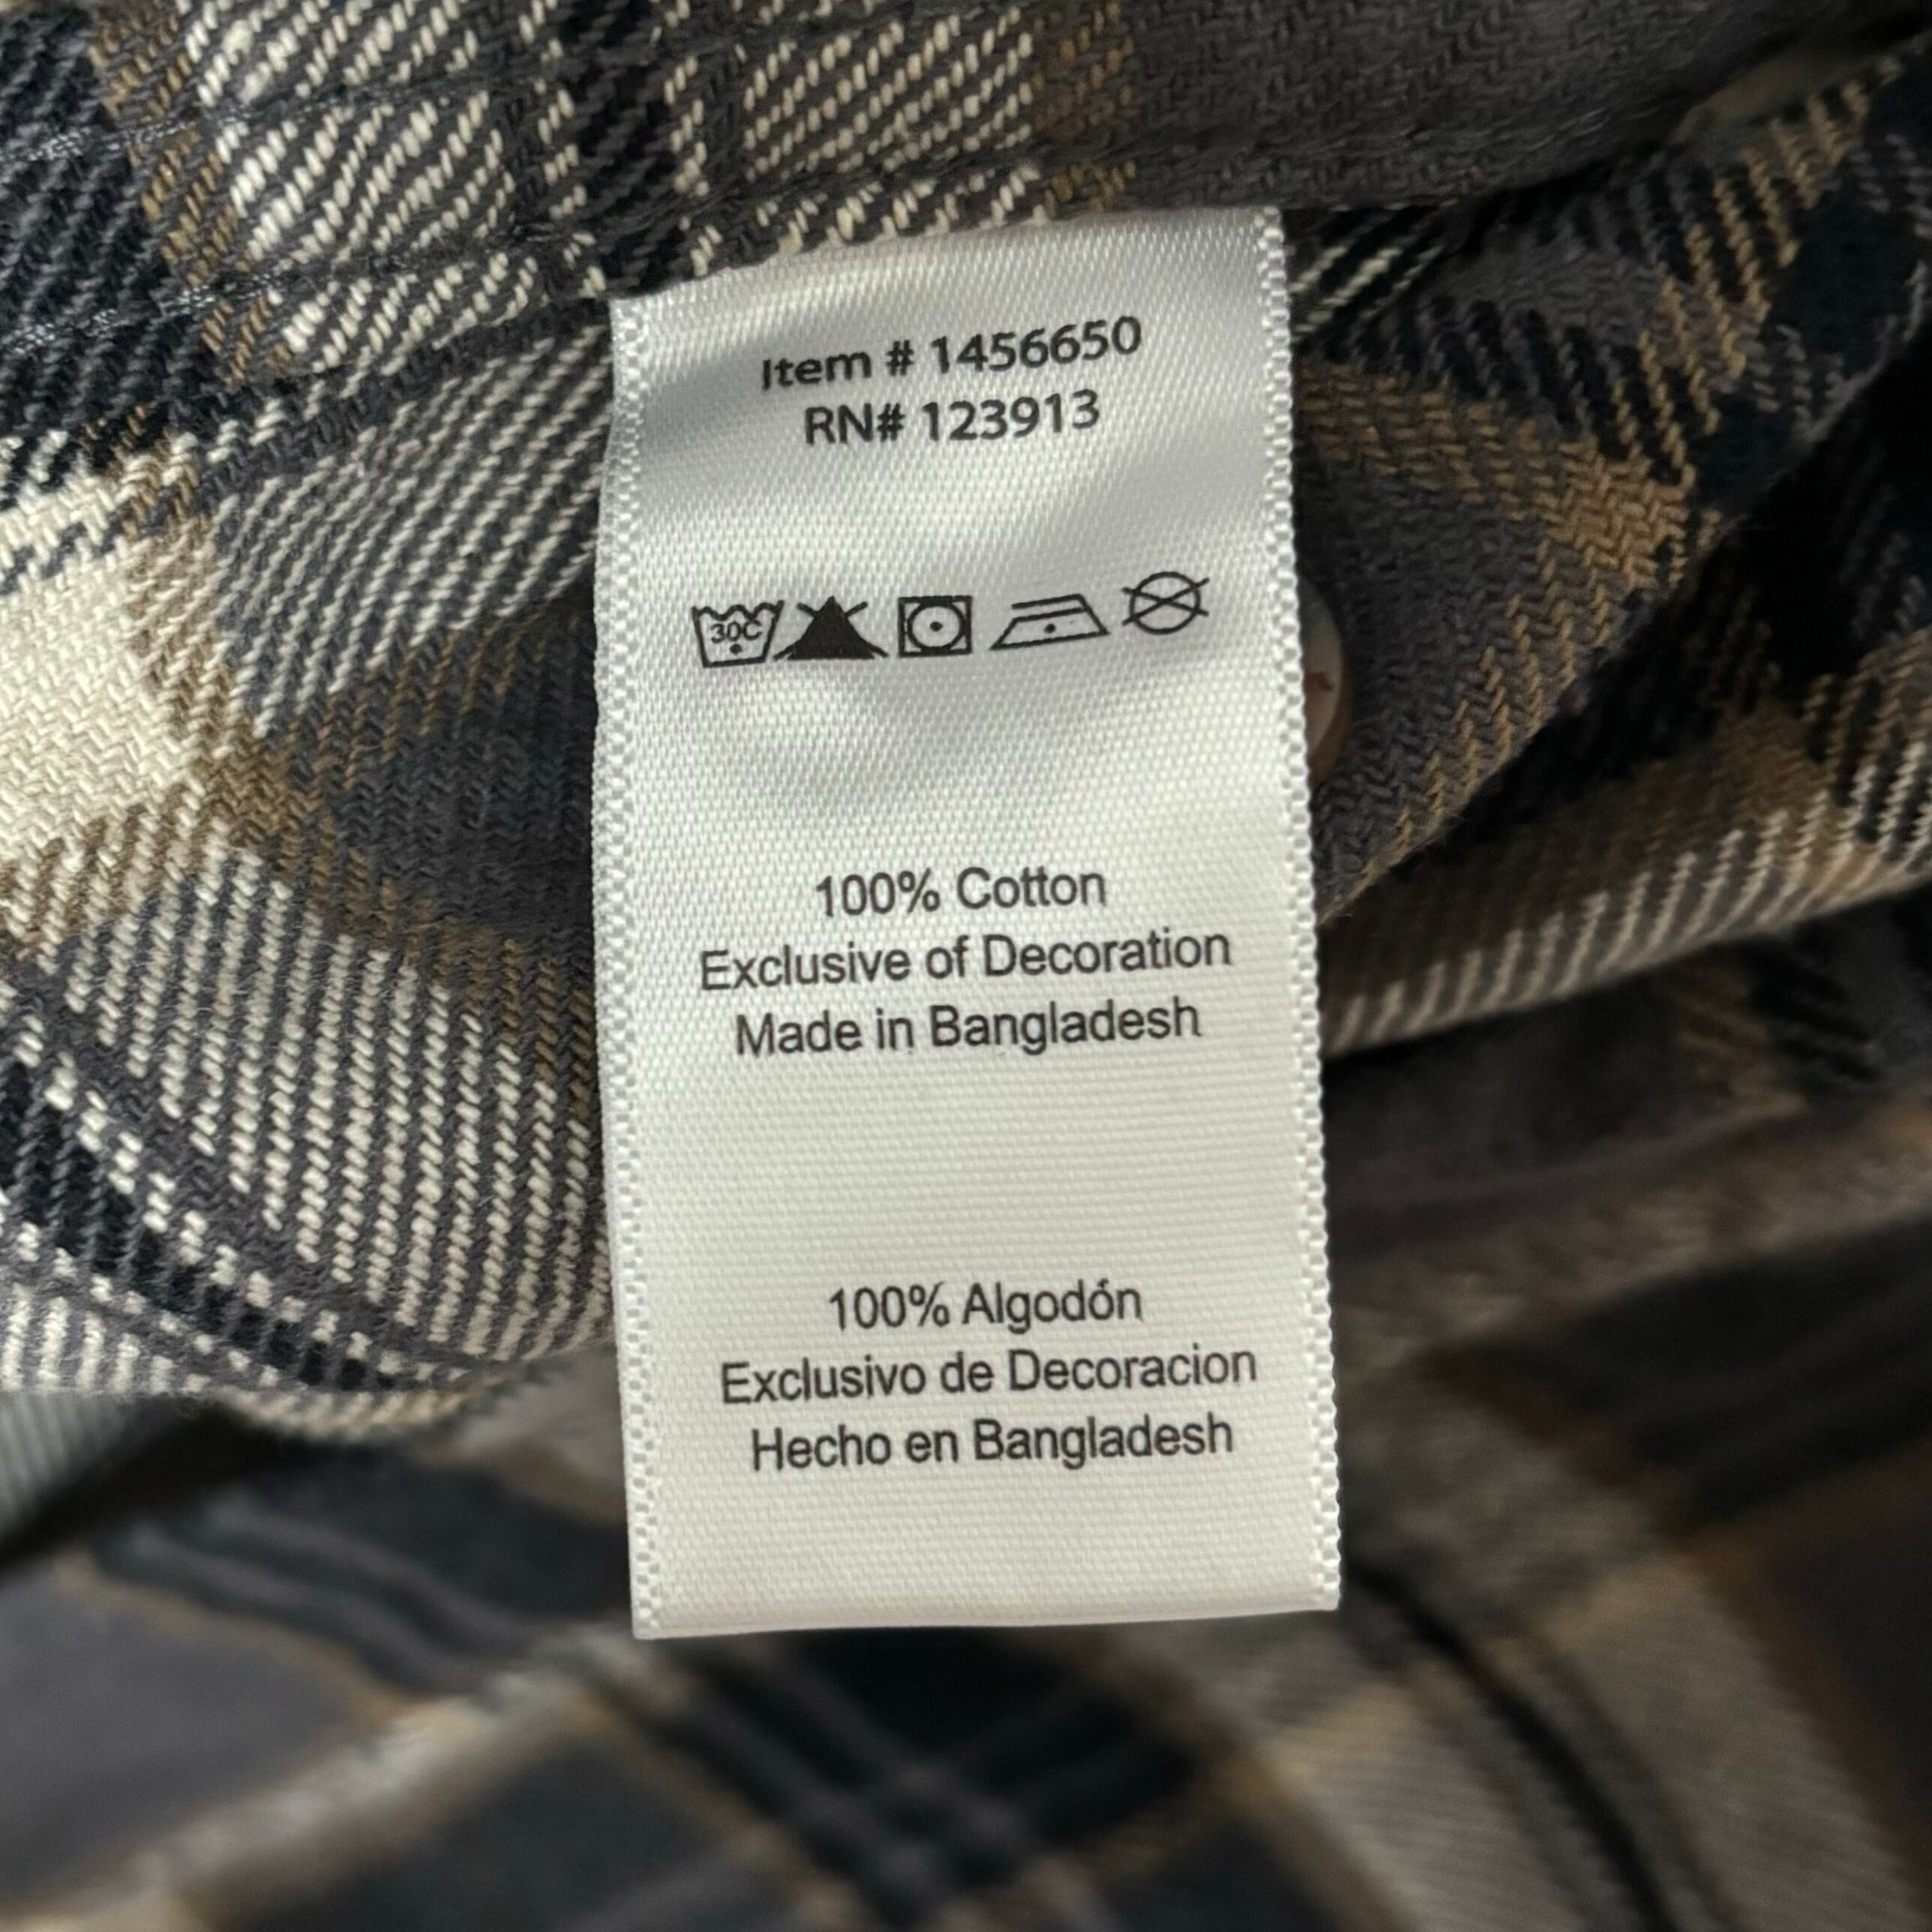 Item # 1456650
RN# 123913
30C
100% Cotton
Exclusive of Decoration
Made in Bangladesh
100% Algodón
Exclusivo de Decoracion
Hecho en Bangladesh